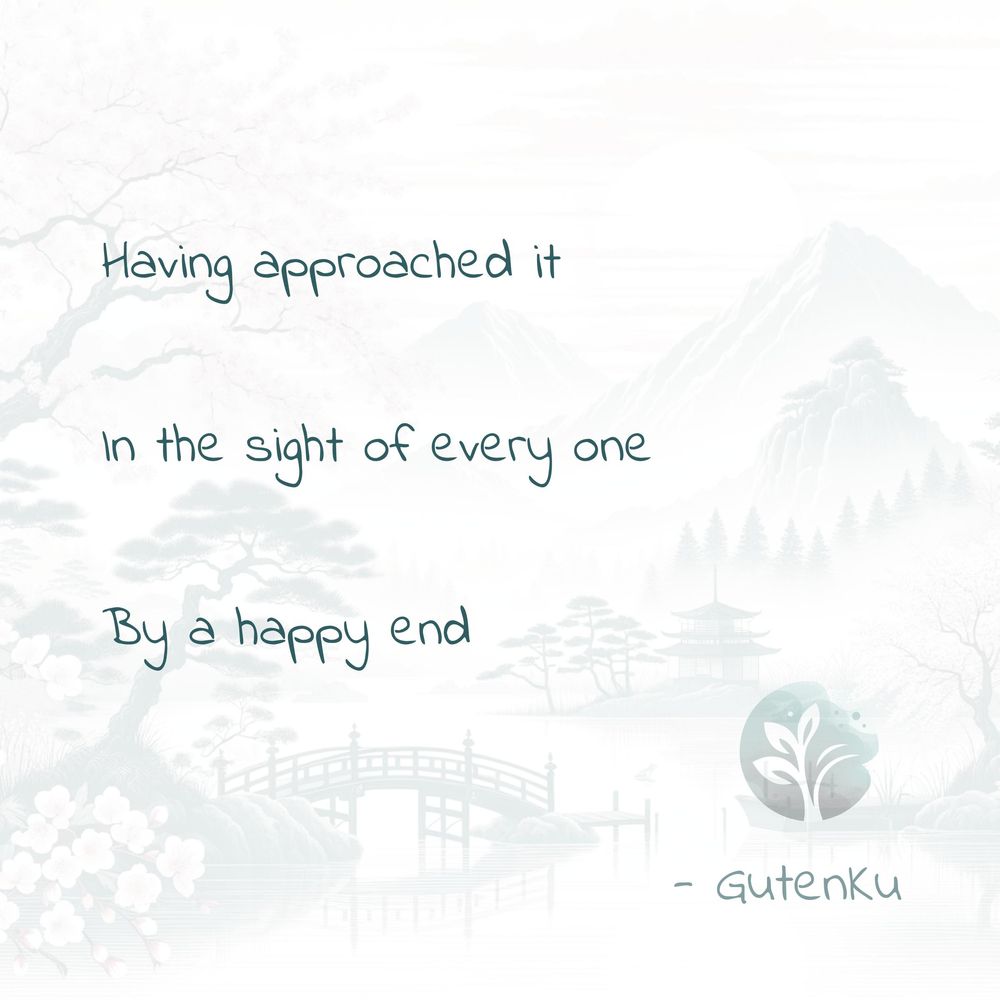 Having approached it
In the sight of every one
By a happy end
- GutenKu